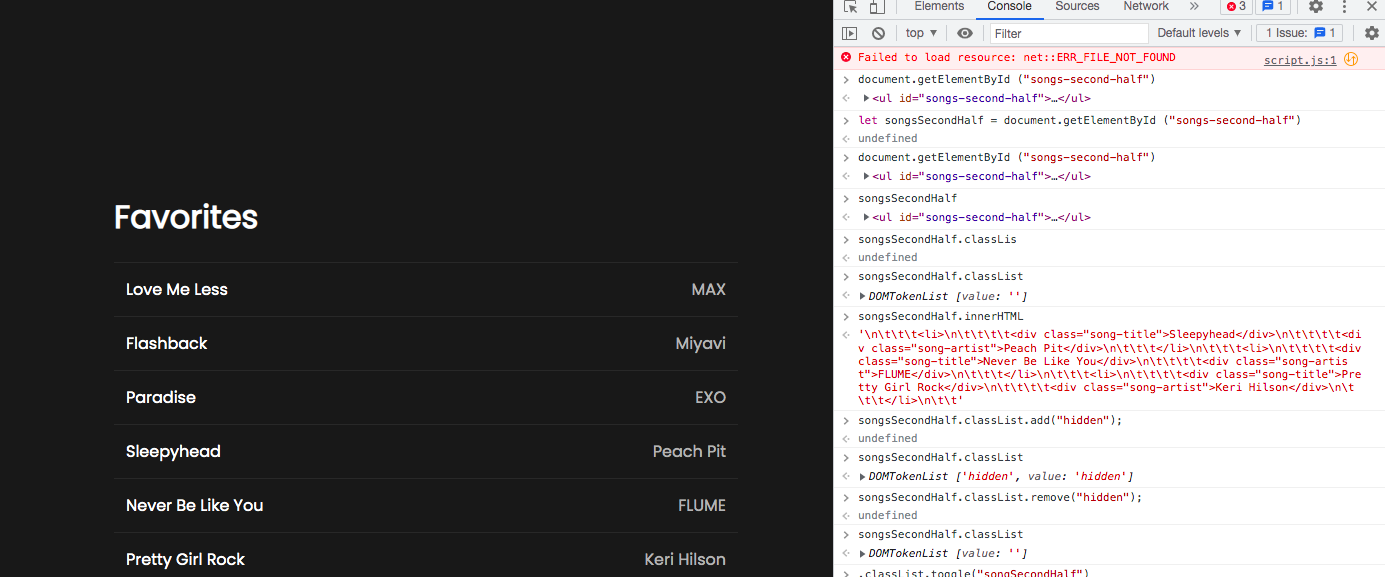 Favorites
Love Me Less MAX
Flashback Miyavi
Paradise EXO
Sleepyhead Peach Pit
Never Be Like You FLUME
Pretty Girl Rock Keri Hilson
Elements Console Sources Network » 3 1
top Filter Default levels 1 Issue: 1
Failed to load resource: net::ERR_FILE_NOT_FOUND script.js:1
document.getElementById ("songs-second-half")
<ul id="songs-second-half">…</ul>
let songsSecondHalf = document.getElementById ("songs-second-half")
undefined
document.getElementById ("songs-second-half")
<ul id="songs-second-half">…</ul>
songsSecondHalf
<ul id="songs-second-half">…</ul>
songsSecondHalf.classLis
undefined
songsSecondHalf.classList
DOMTokenList [value: '']
songsSecondHalf.innerHTML
'\n\t\t\t<li>\n\t\t\t\t<div class="song-title">Sleepyhead</div>\n\t\t\t\t<di
v class="song-artist">Peach Pit</div>\n\t\t\t</li>\n\t\t\t<li>\n\t\t\t\t<div
class="song-title">Never Be Like You</div>\n\t\t\t\t<div class="song-artis
t">FLUME</div>\n\t\t\t</li>\n\t\t\t<li>\n\t\t\t\t<div class="song-title">Pre
tty Girl Rock</div>\n\t\t\t\t<div class="song-artist">Keri Hilson</div>\n\t
\t\t</li>\n\t\t'
songsSecondHalf.classList.add("hidden");
undefined
songsSecondHalf.classList
DOMTokenList ['hidden', value: 'hidden']
songsSecondHalf.classList.remove("hidden");
undefined
songsSecondHalf.classList
DOMTokenList [value: '']
.classList.toggle("songSecondHalf")